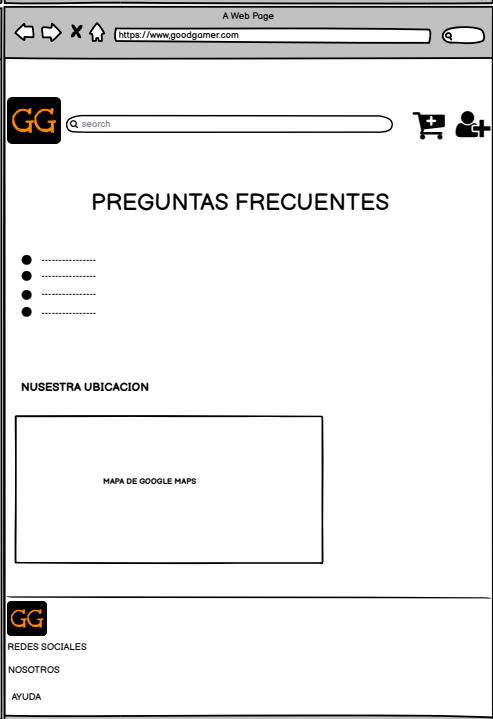 A Web Page
https://www.goodgamer.com
GG
search
PREGUNTAS FRECUENTES
---------------
---------------
---------------
---------------
NUSESTRA UBICACION
MAPA DE GOOGLE MAPS
GG
REDES SOCIALES
NOSOTROS
AYUDA